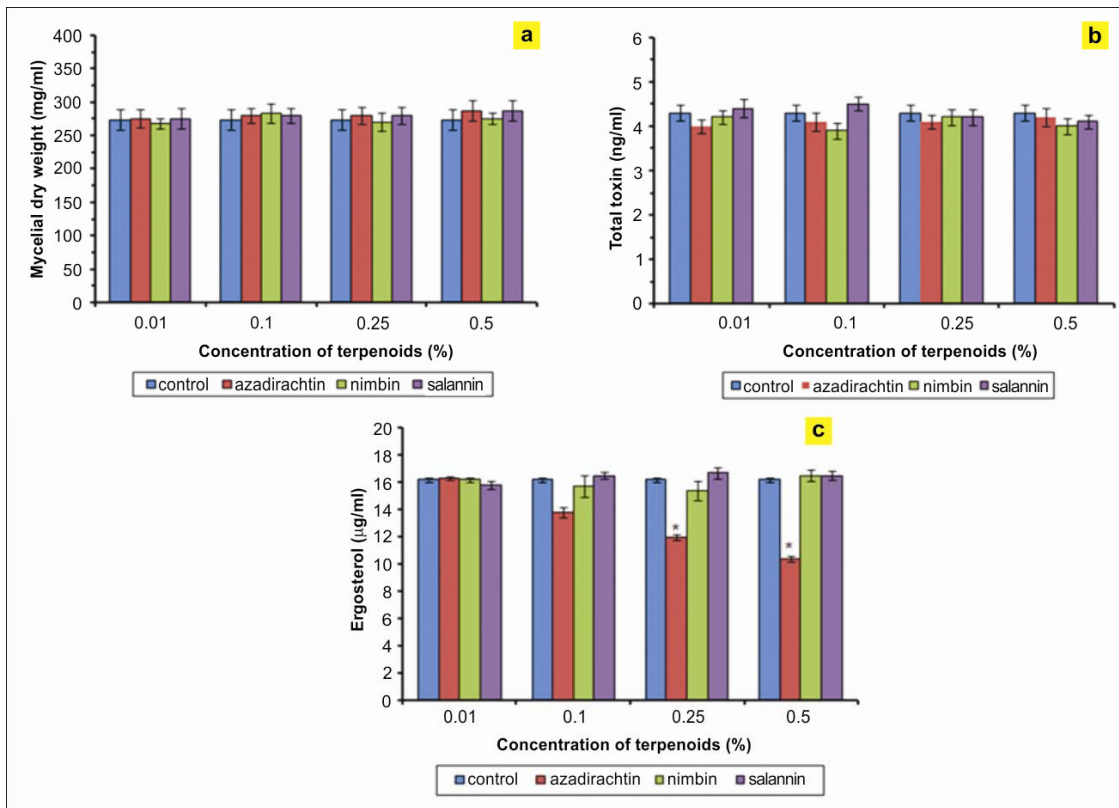 a
Mycelial dry weight (mg/ml)
400
350
300
250
200
150
100
50
0
0.01 0.1 0.25 0.5
Concentration of terpenoids (%)
control azadirachtin nimbin salannin
b
Total toxin (ng/ml)
6
5
4
3
2
1
0
0.01 0.1 0.25 0.5
Concentration of terpenoids (%)
control azadirachtin nimbin salannin
c
Ergosterol (μg/ml)
20
18
16
14
12
10
8
6
4
2
0
* *
0.01 0.1 0.25 0.5
Concentration of terpenoids (%)
control azadirachtin nimbin salannin